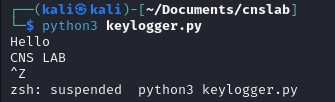 ┌──(kali㉿kali)-[~/Documents/cnslab]
└─$ python3 keylogger.py
Hello
CNS LAB
^Z
zsh: suspended  python3 keylogger.py